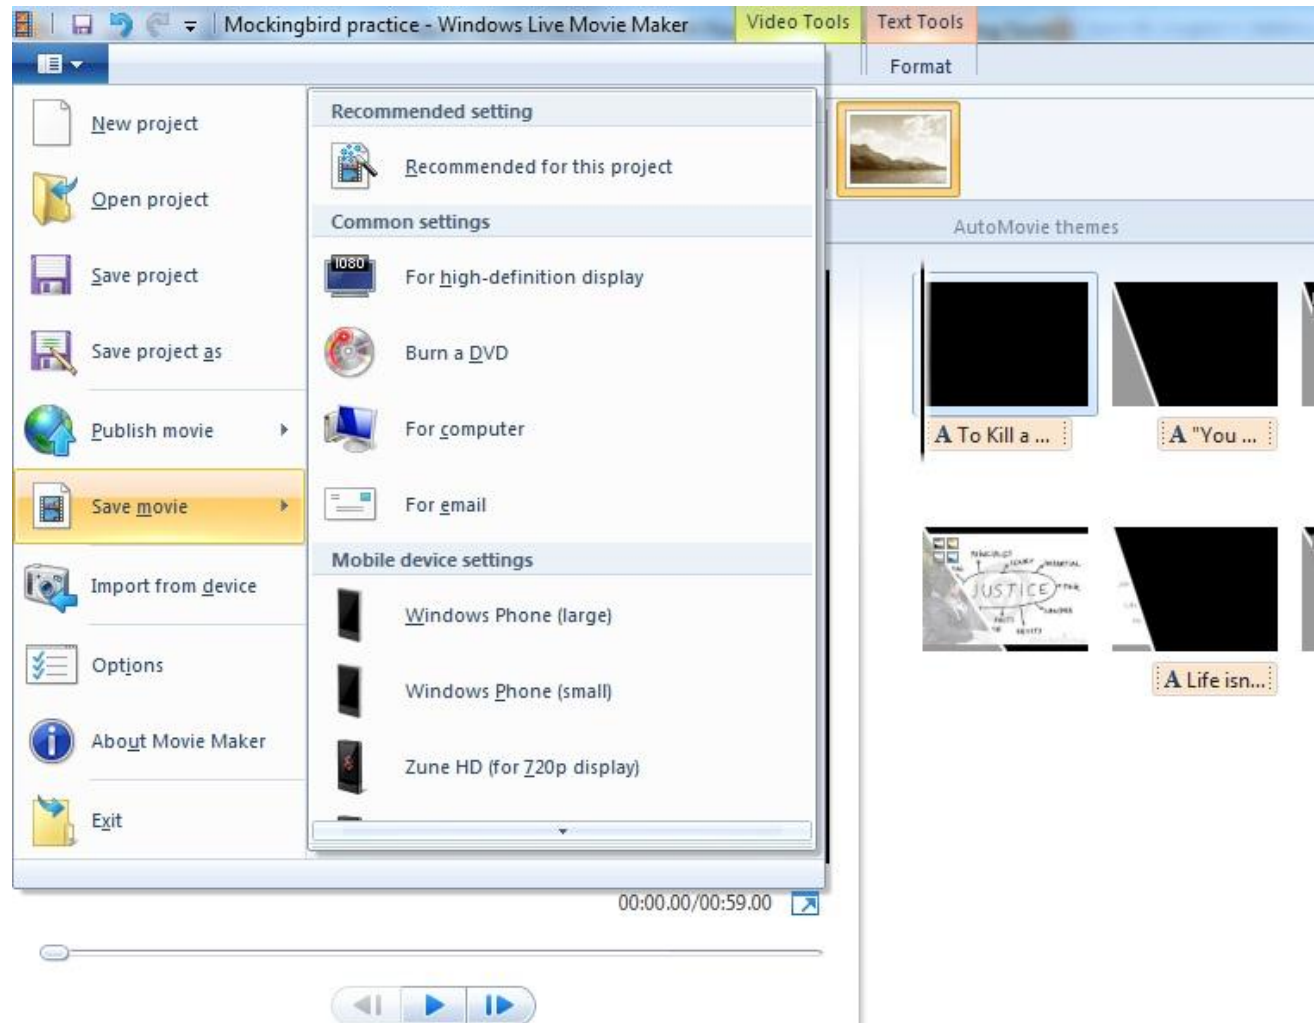 Mockingbird practice - Windows Live Movie Maker
Video Tools
Text Tools
Format
New project
Open project
Save project
Save project as
Publish movie
Save movie
Import from device
Options
About Movie Maker
Exit
Recommended setting
Recommended for this project
Common settings
1080
For high-definition display
Burn a DVD
For computer
For email
Mobile device settings
Windows Phone (large)
Windows Phone (small)
Zune HD (for 720p display)
AutoMovie themes
A To Kill a ...
A "You ...
PRINCIPLES
JUSTICE
A Life isn...
00:00.00/00:59.00